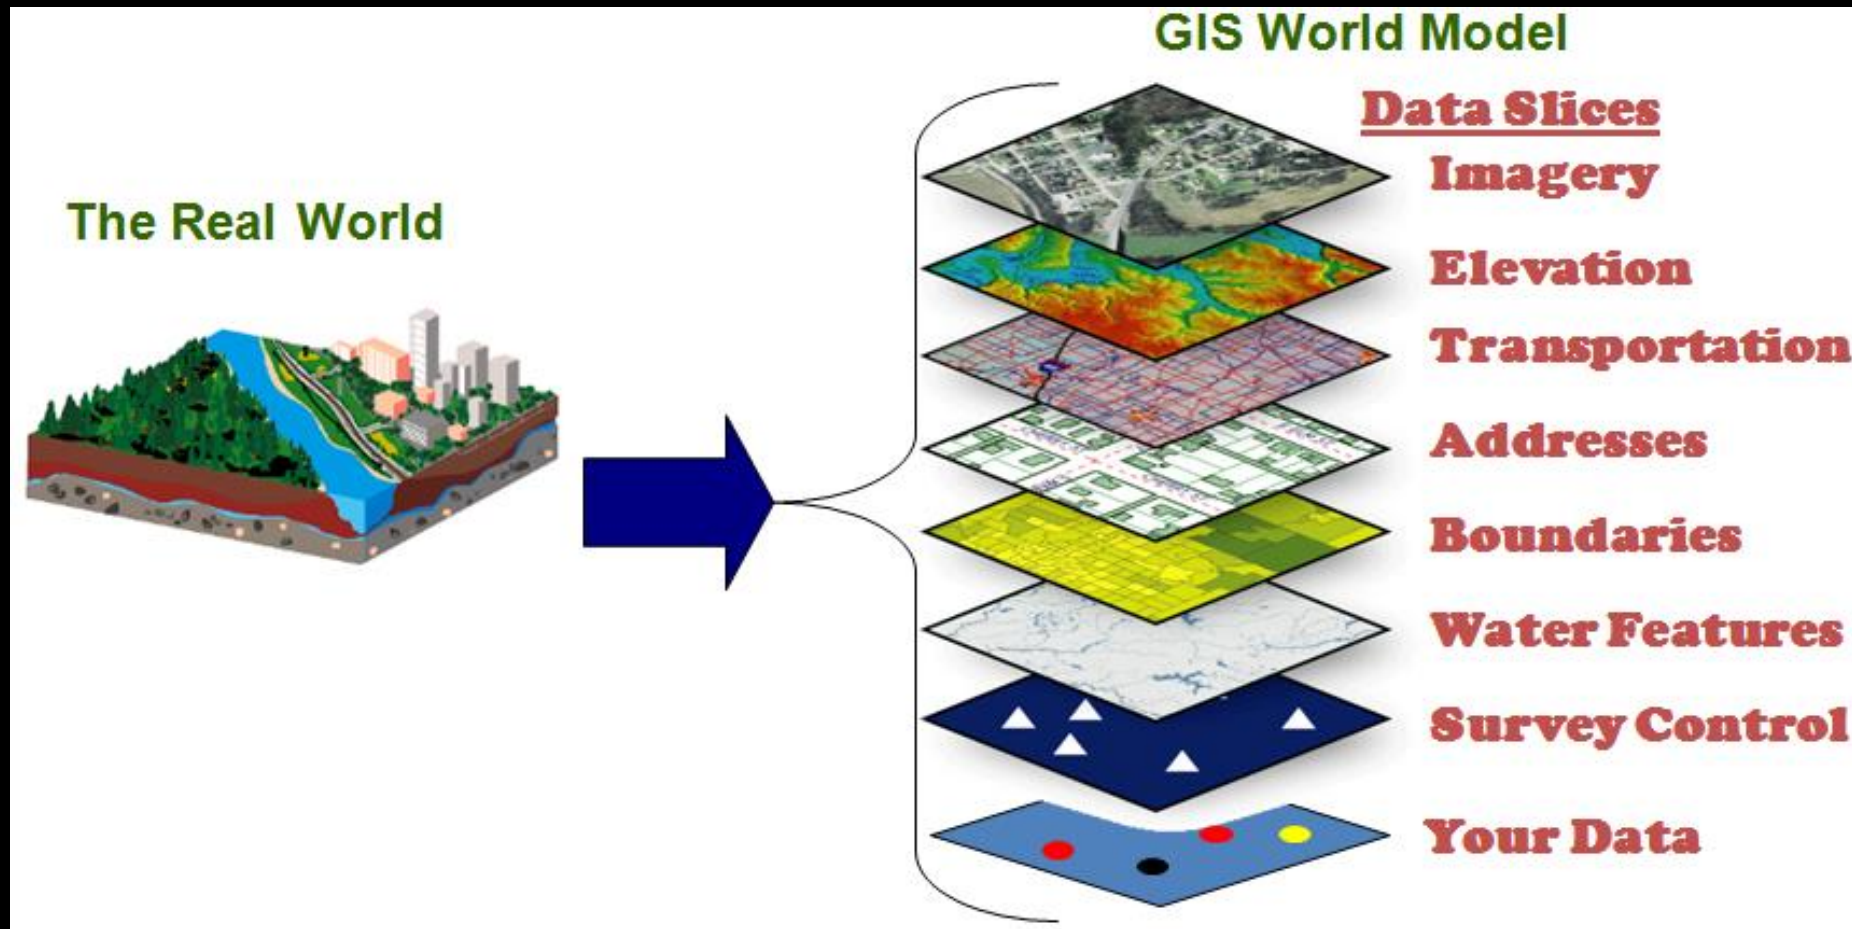 GIS World Model
Data Slices
Imagery
The Real World
Elevation
Transportation
Addresses
Boundaries
Water Features
Survey Control
Your Data